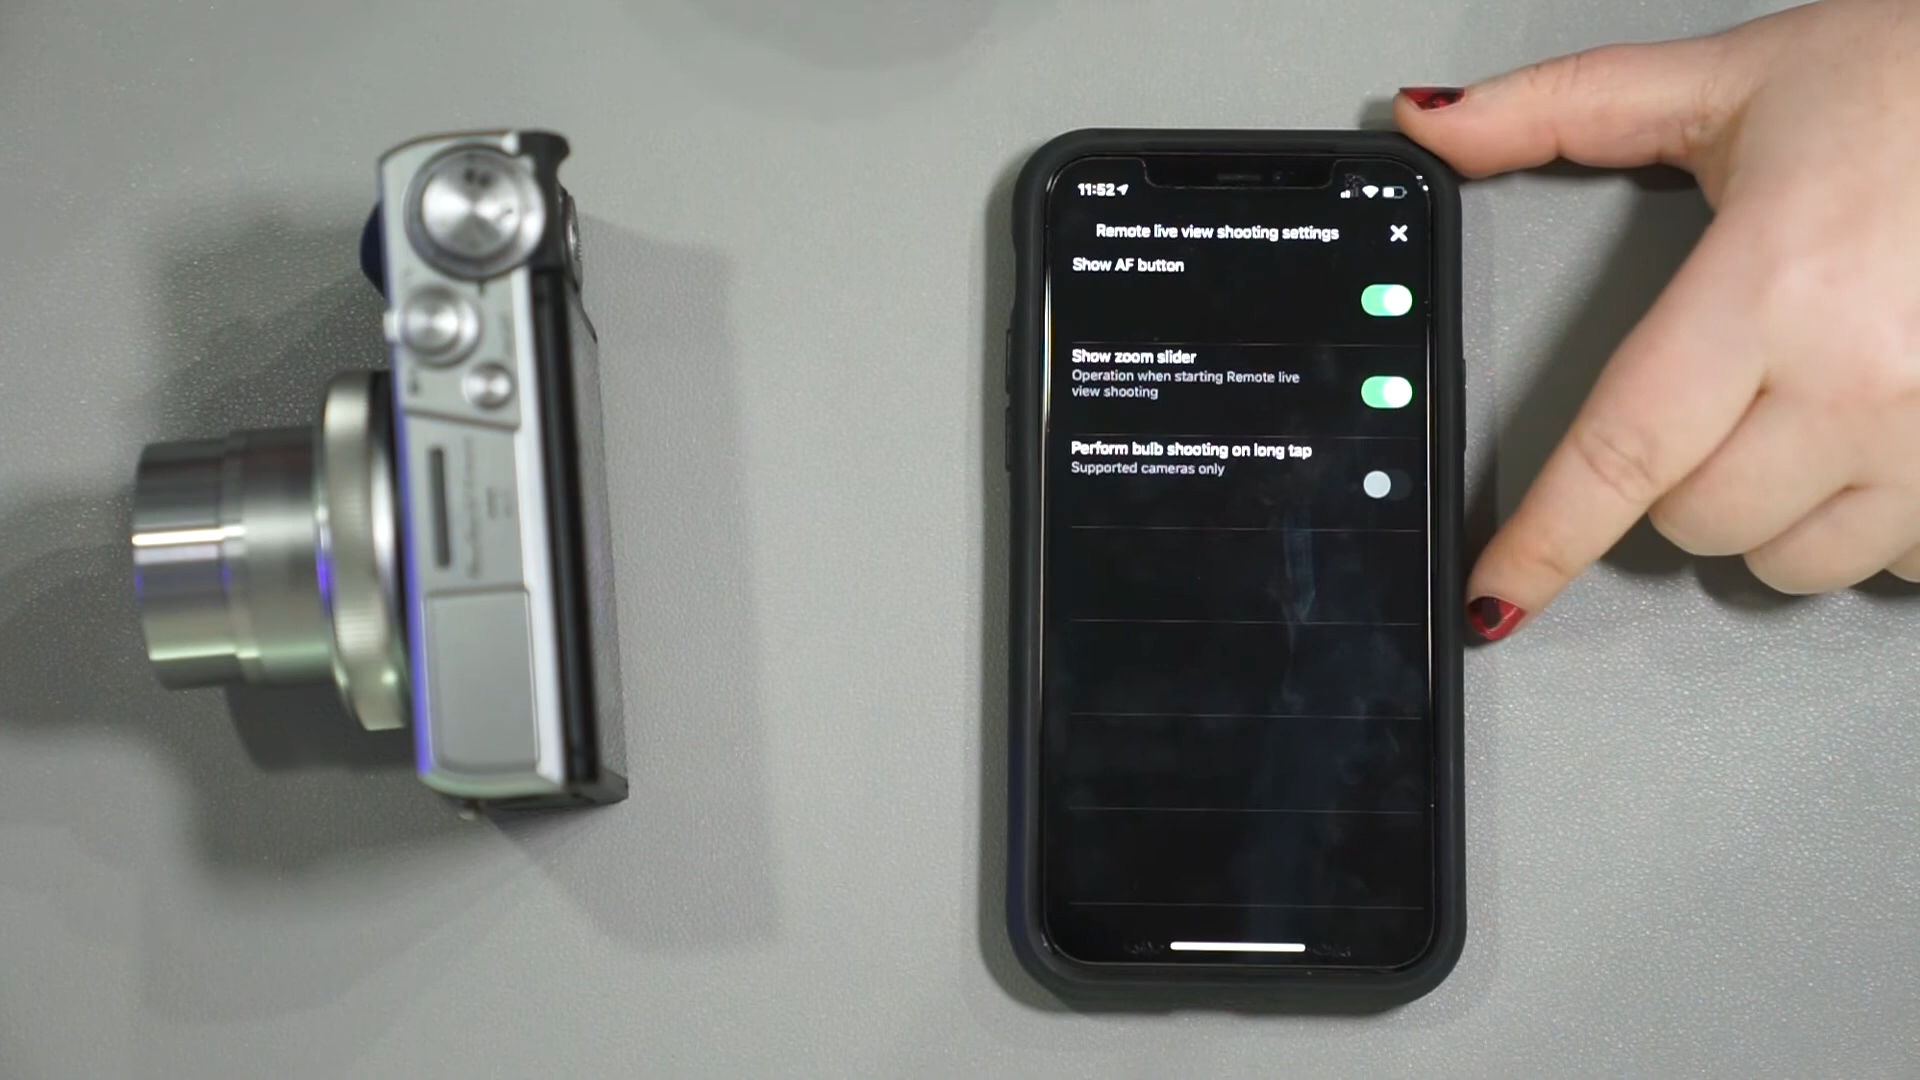 11:52
Remote live view shooting settings
Show AF button
Show zoom slider
Operation when starting Remote live
view shooting
Perform bulb shooting on long tap
Supported cameras only